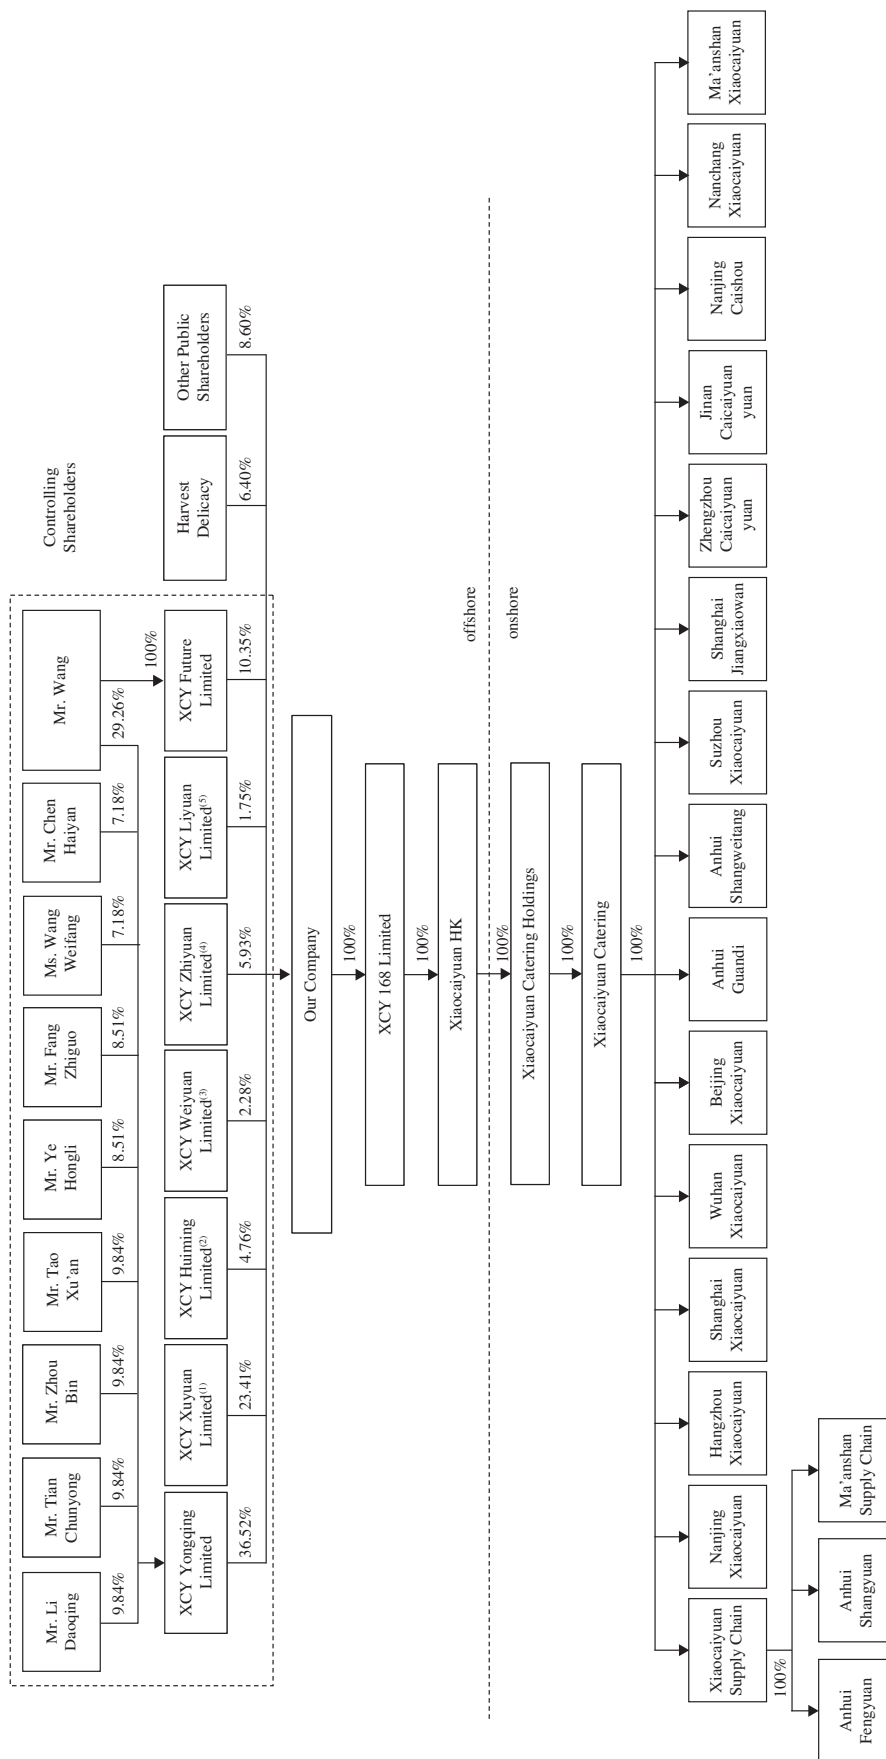 Controlling
Shareholders
Mr. Li
Daoqing
Mr. Tian
Chunyong
Mr. Zhou
Bin
Mr. Tao
Xu’an
Mr. Ye
Hongli
Mr. Fang
Zhiguo
Ms. Wang
Weifang
Mr. Chen
Haiyan
Mr. Wang
9.84%
9.84%
9.84%
9.84%
8.51%
8.51%
7.18%
7.18%
29.26%
100%
XCY Yongqing
Limited
XCY Xuyuan
Limited(1)
XCY Huiming
Limited(2)
XCY Weiyuan
Limited(3)
XCY Zhiyuan
Limited(4)
XCY Liyuan
Limited(5)
XCY Future
Limited
Harvest
Delicacy
Other Public
Shareholders
36.52%
23.41%
4.76%
2.28%
5.93%
1.75%
10.35%
6.40%
8.60%
Our Company
100%
XCY 168 Limited
100%
Xiaocaiyuan HK
offshore
100%
onshore
Xiaocaiyuan Catering Holdings
100%
Xiaocaiyuan Catering
100%
Xiaocaiyuan
Supply Chain
Nanjing
Xiaocaiyuan
Hangzhou
Xiaocaiyuan
Shanghai
Xiaocaiyuan
Wuhan
Xiaocaiyuan
Beijing
Xiaocaiyuan
Anhui
Guandi
Anhui
Shangweitang
Suzhou
Xiaocaiyuan
Shanghai
Jiangxiaowan
Zhengzhou
Caicaiyuan
yuan
Jinan
Caicaiyuan
yuan
Nanjing
Caishou
Nanchang
Xiaocaiyuan
Ma’anshan
Xiaocaiyuan
100%
Anhui
Fengyuan
Anhui
Shangyuan
Ma’anshan
Supply Chain